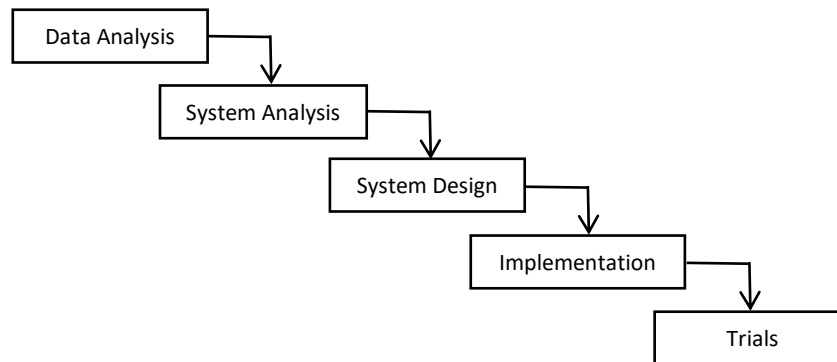 Data Analysis
System Analysis
System Design
Implementation
Trials